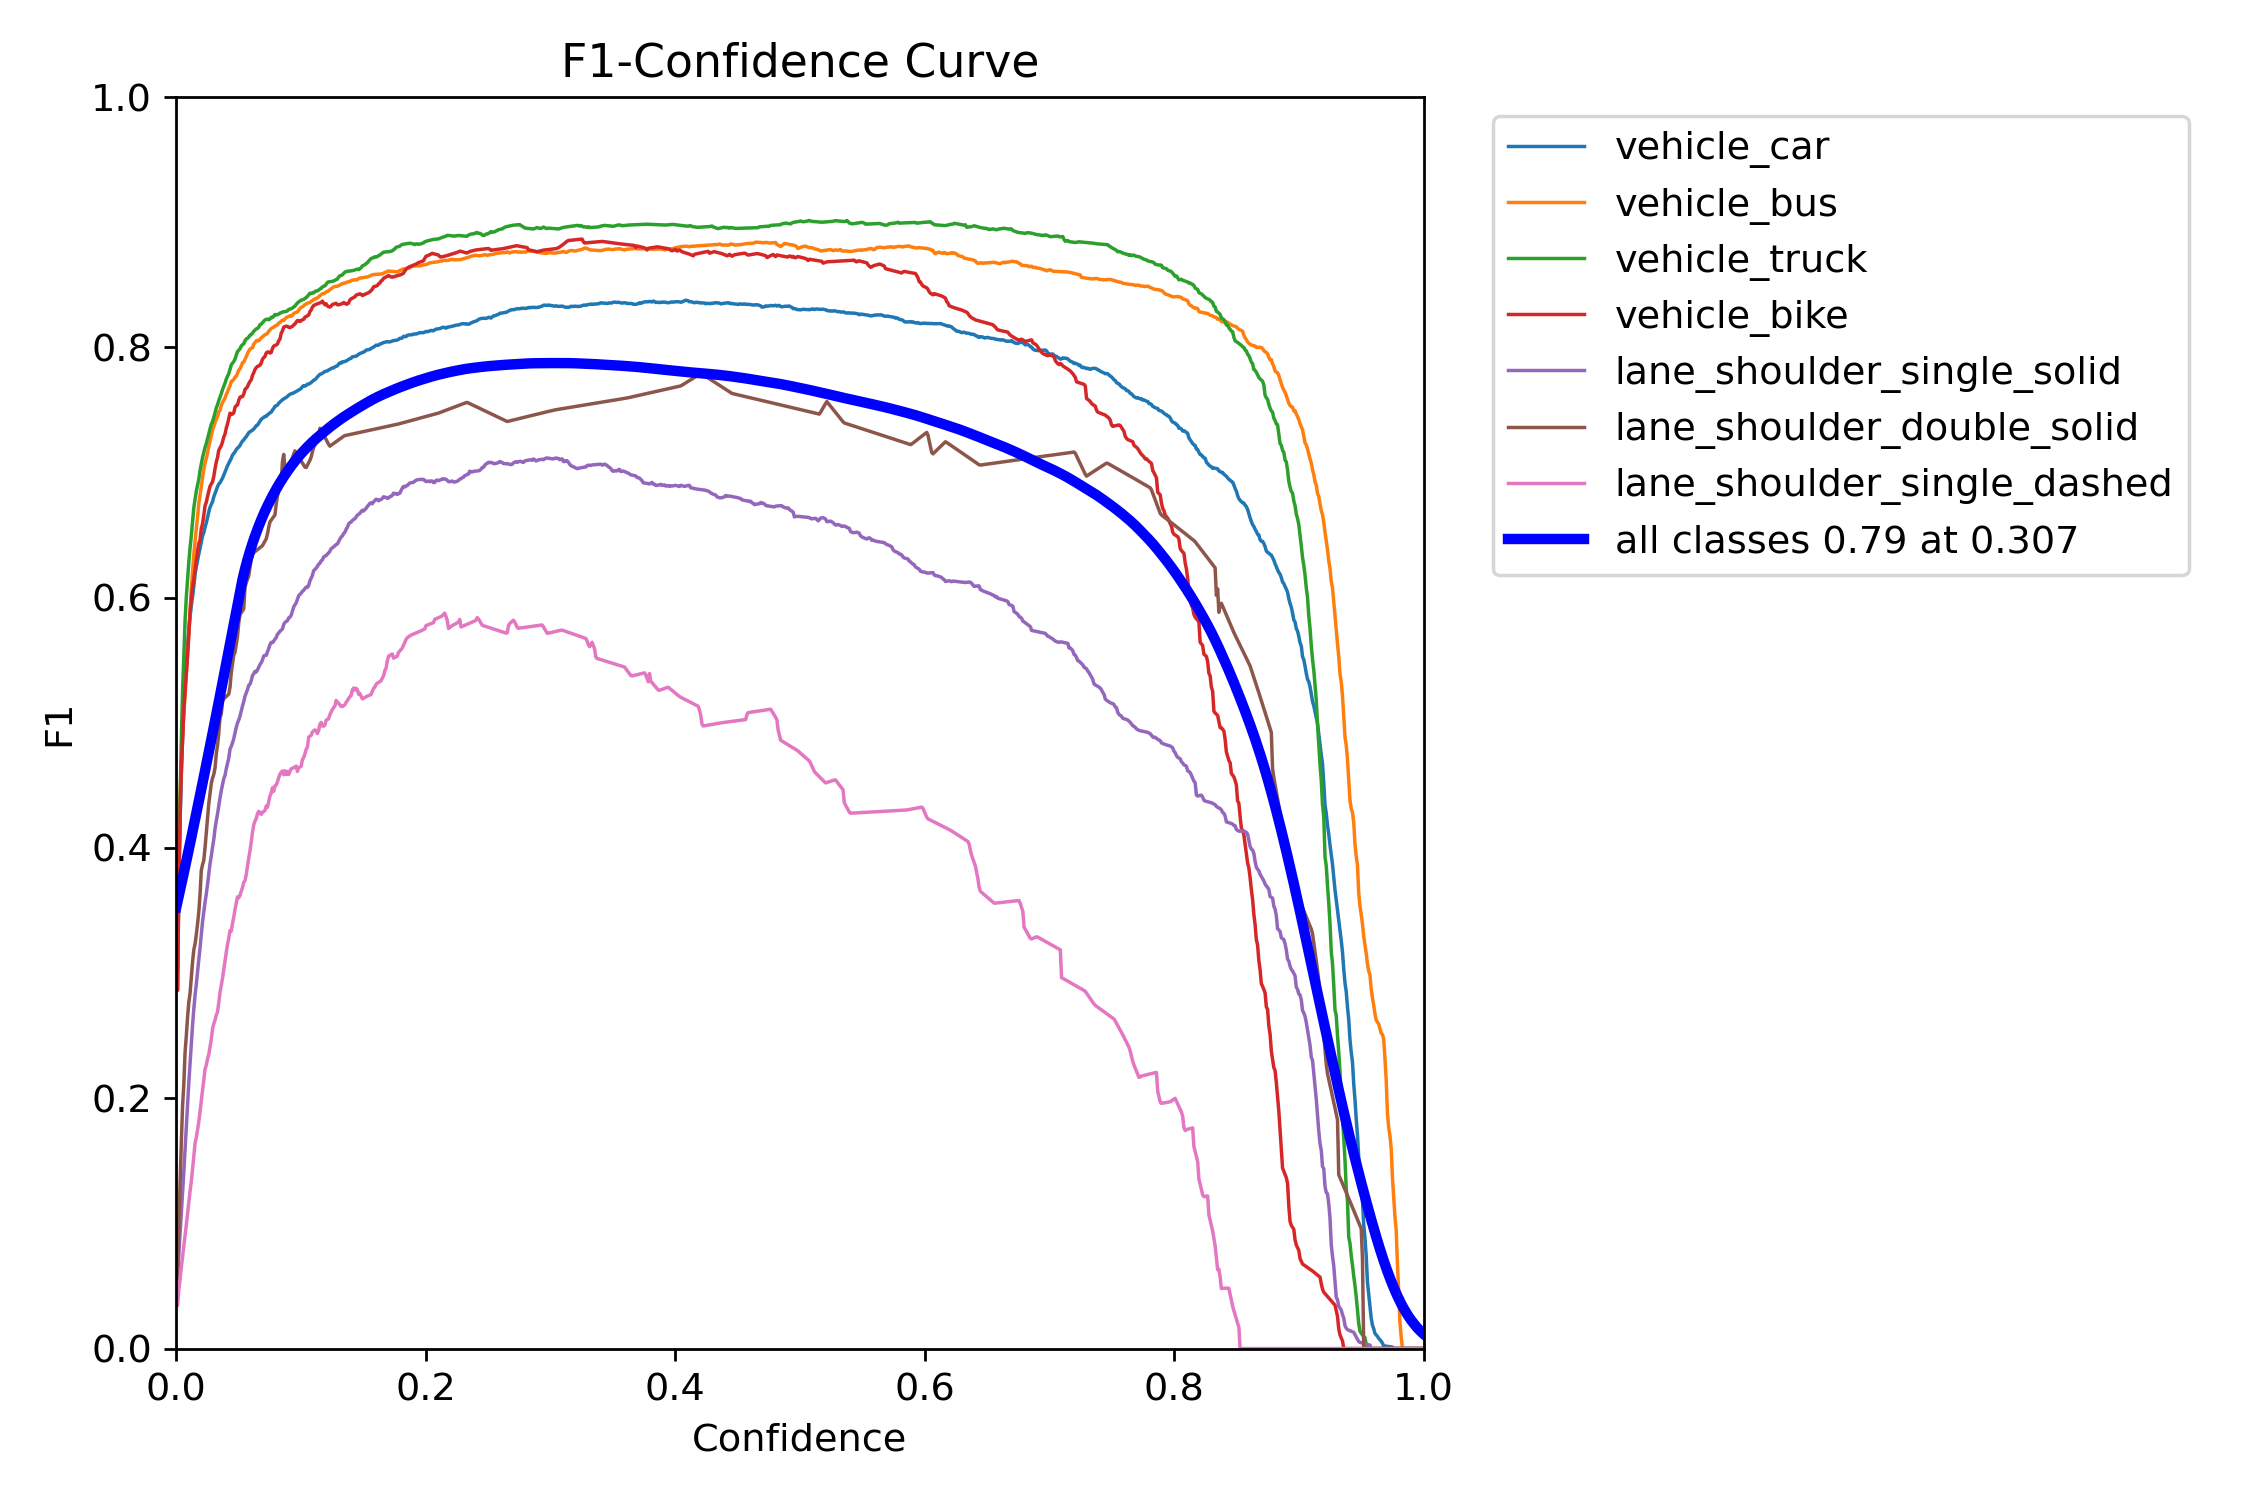 F1-Confidence Curve
1.0
0.8
0.6
0.4
0.2
0.0
F1
0.0 0.2 0.4 0.6 0.8 1.0
Confidence
vehicle_car
vehicle_bus
vehicle_truck
vehicle_bike
lane_shoulder_single_solid
lane_shoulder_double_solid
lane_shoulder_single_dashed
all classes 0.79 at 0.307